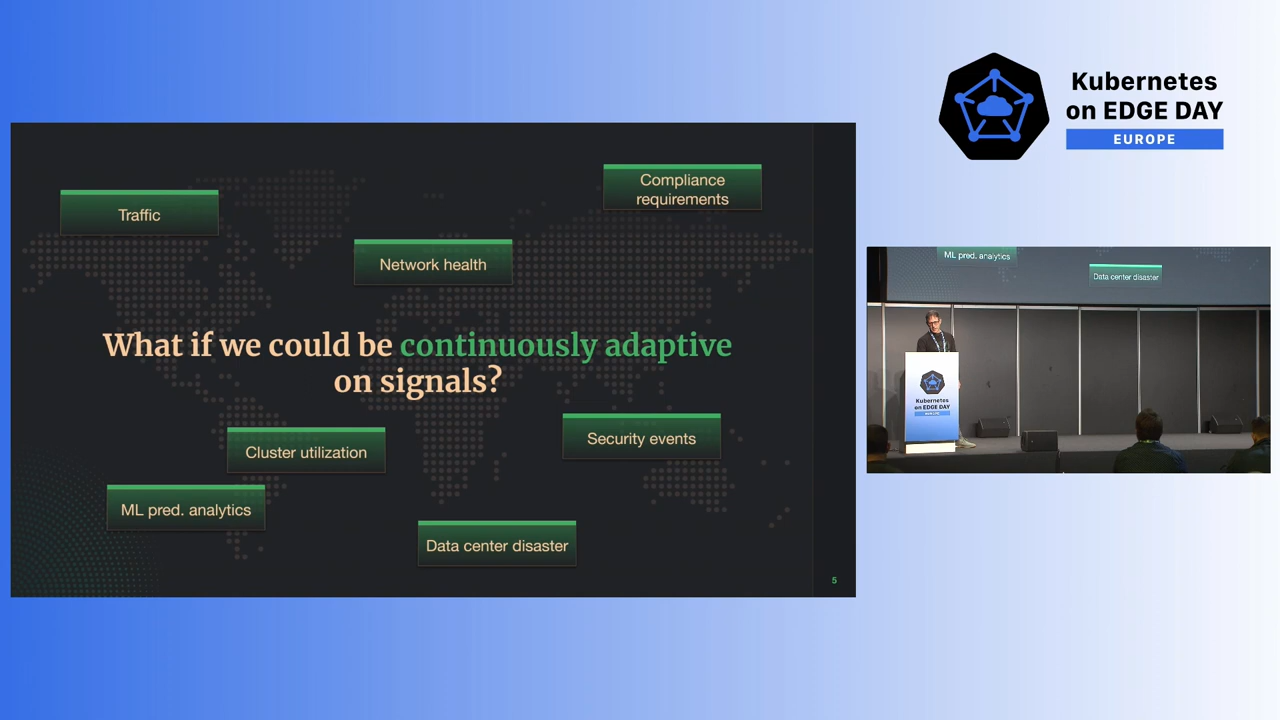 Kubernetes
on EDGE DAY
EUROPE
Compliance
requirements
Traffic
Network health
What if we could be continuously adaptive
on signals?
Security events
Cluster utilization
ML pred. analytics
Data center disaster
5
ML pred. analytics
Data center disaster
Kubernetes
on EDGE DAY